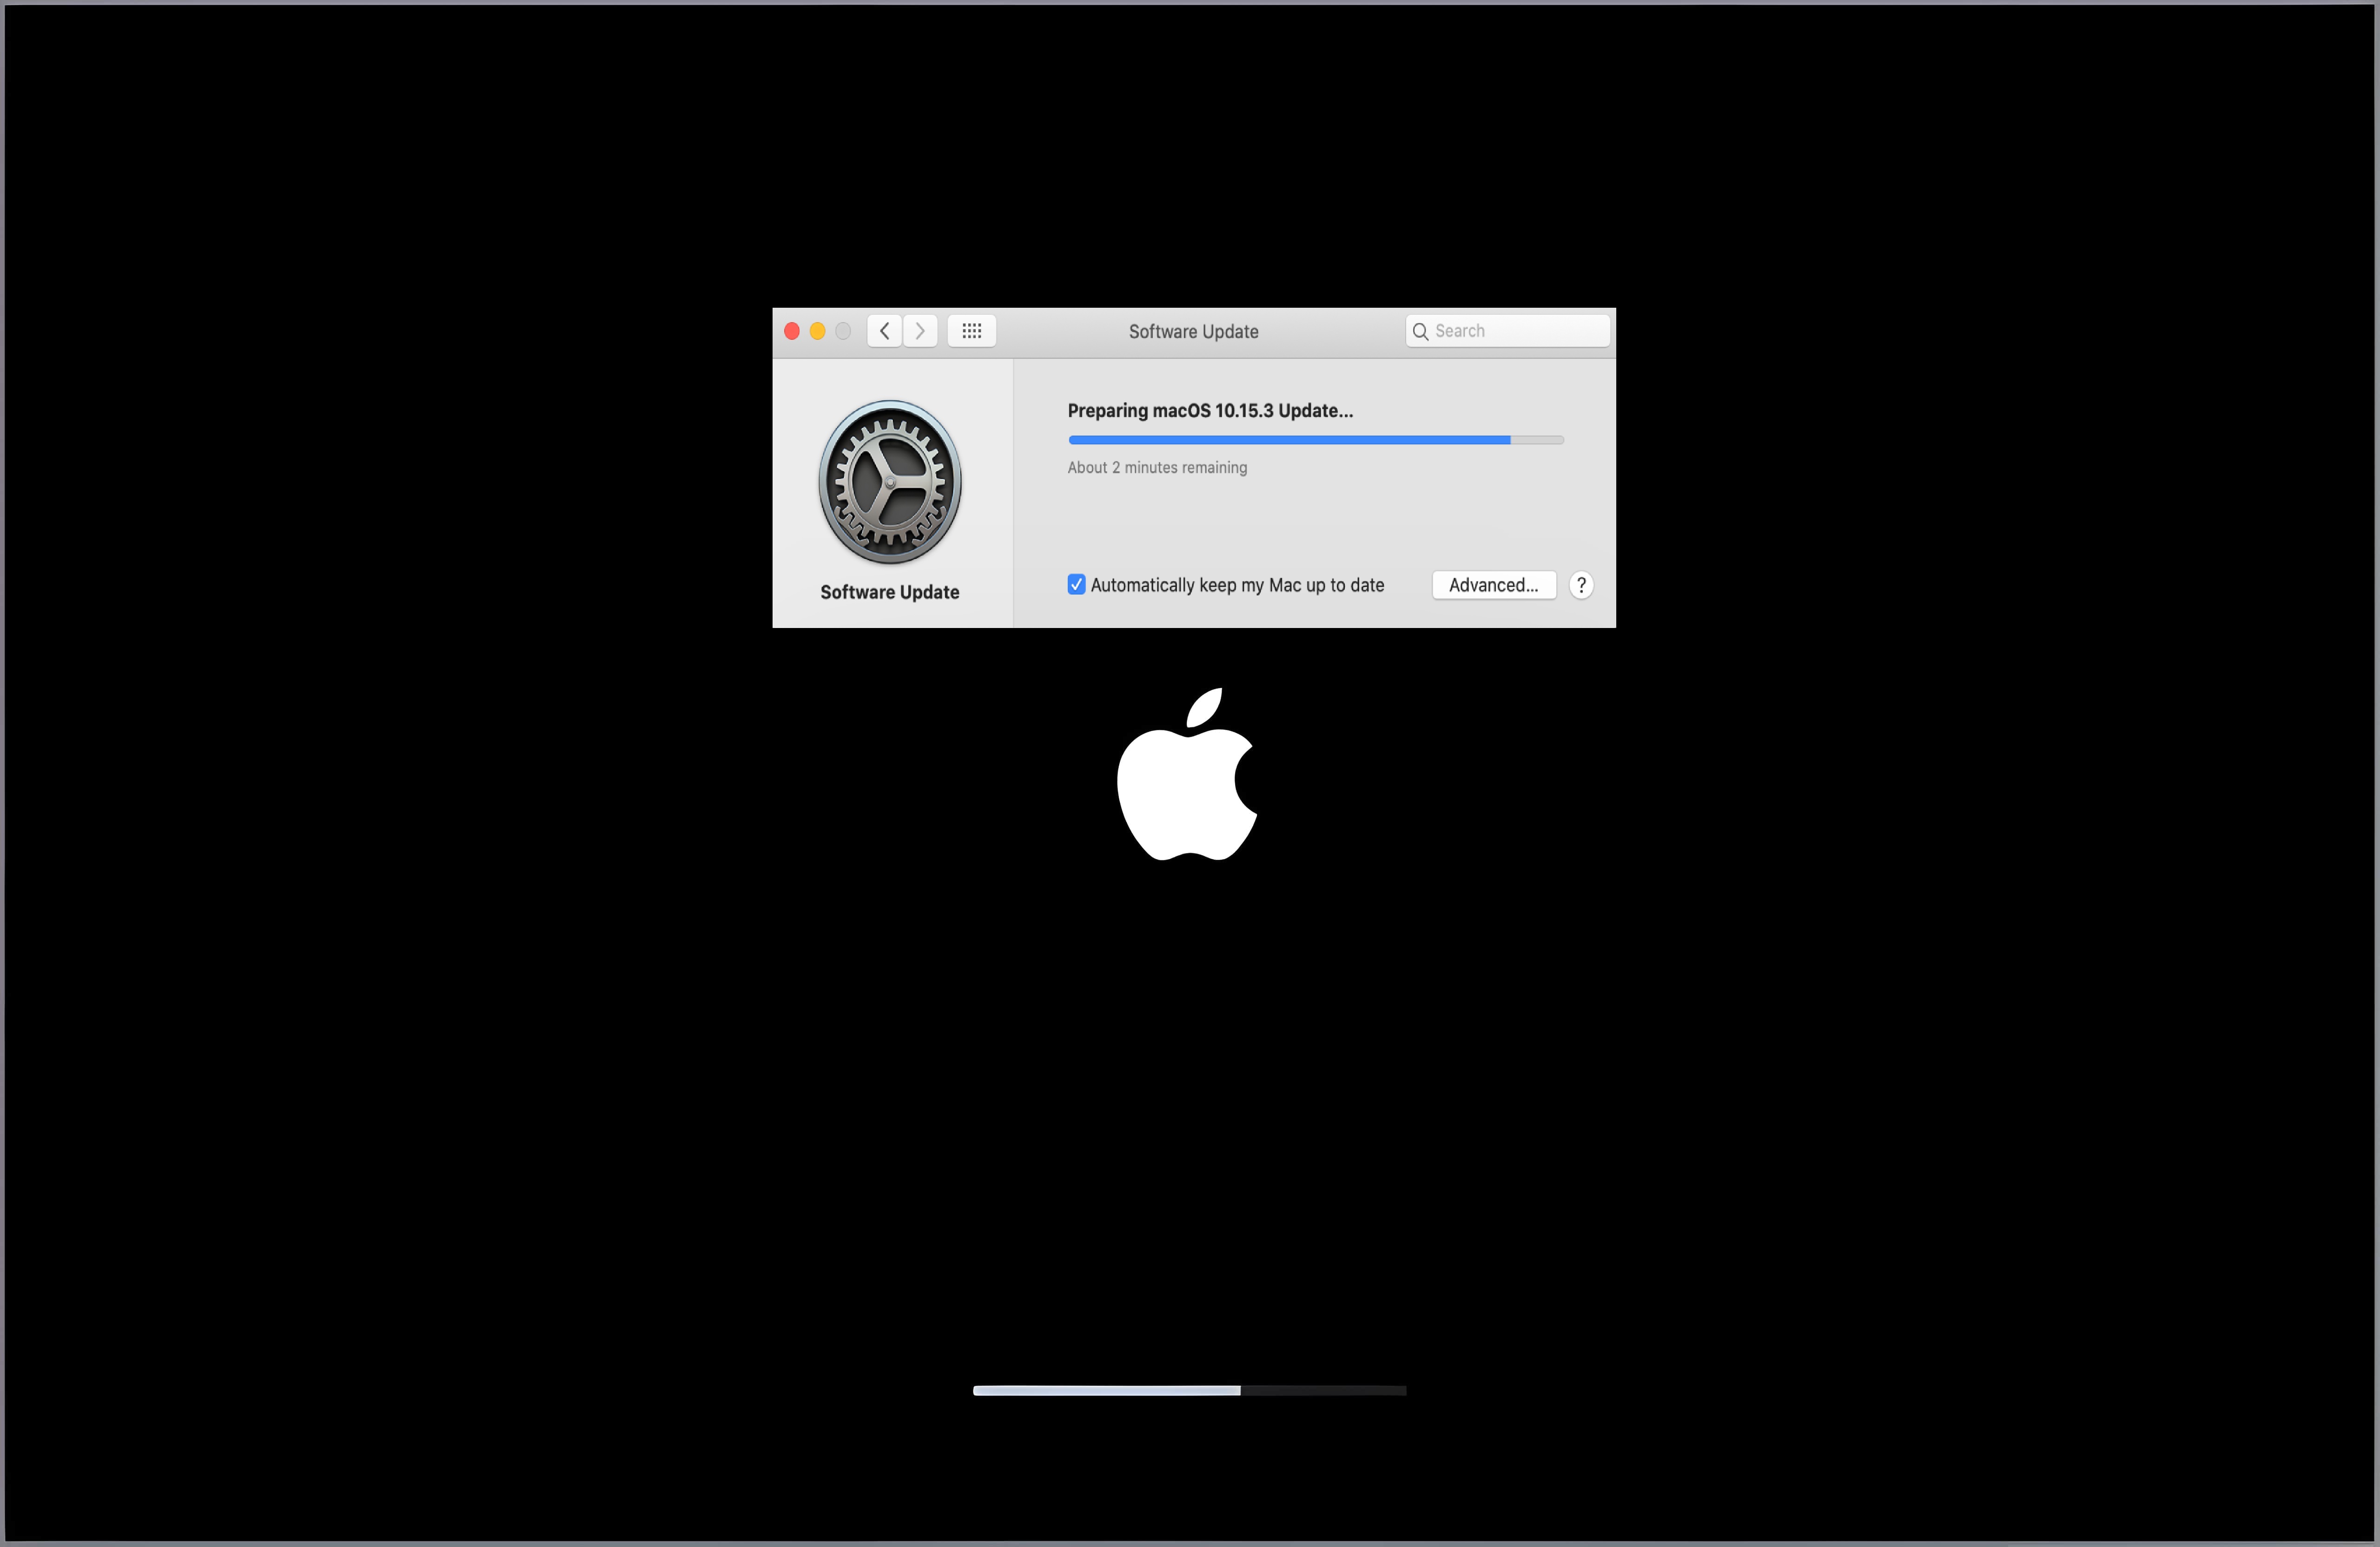 Software Update
Search
Preparing macOS 10.15.3 Update...
About 2 minutes remaining
Software Update
Automatically keep my Mac up to date
Advanced...
?